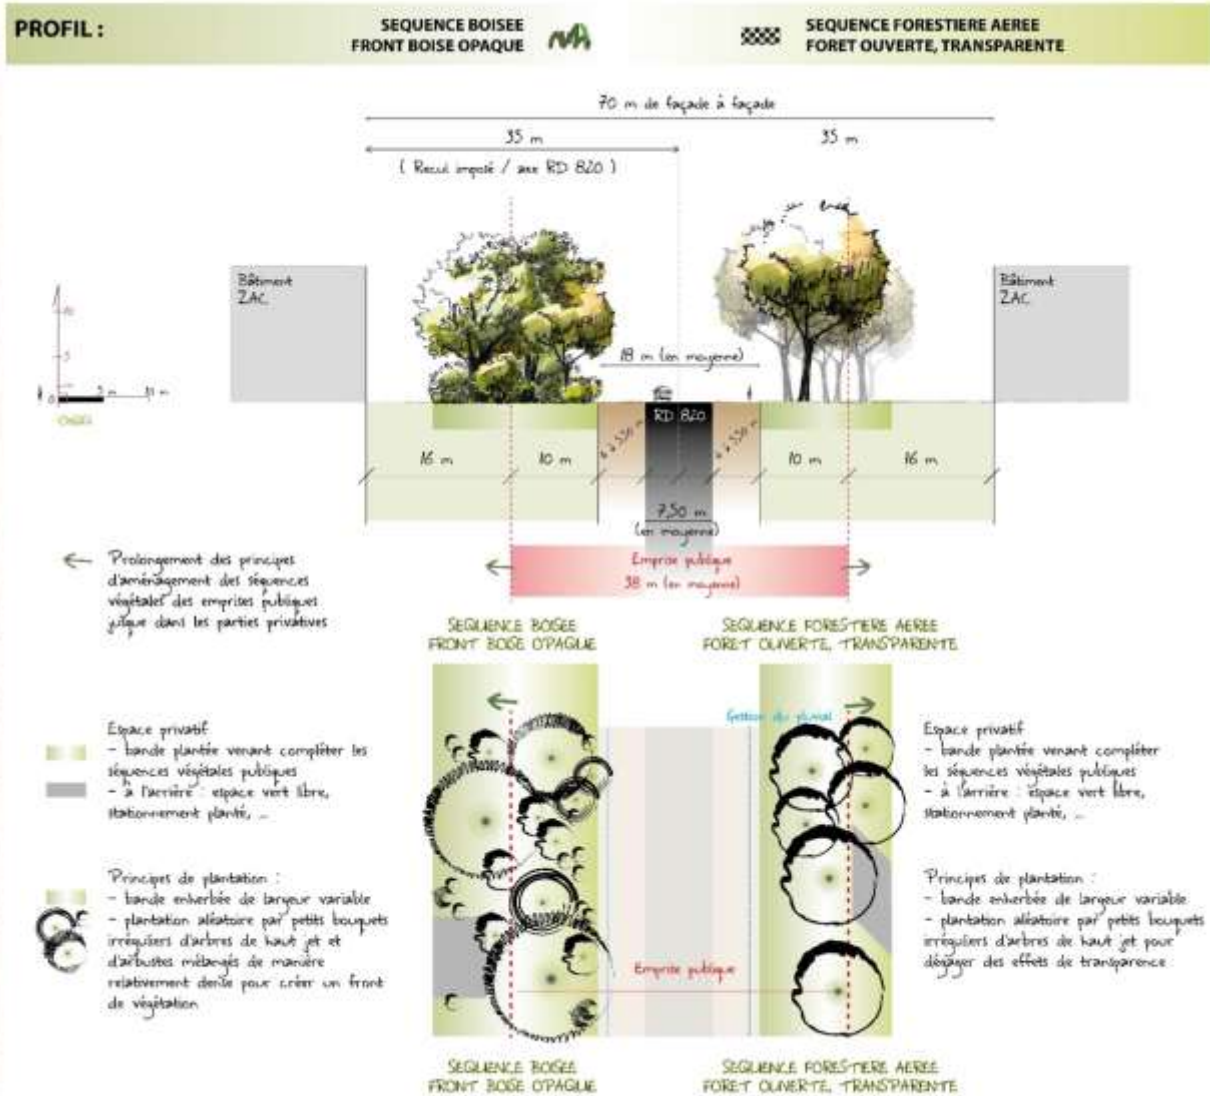 PROFIL :
SEQUENCE BOISEE
FRONT BOISE OPAQUE
SEQUENCE FORESTIERE AEREE
FORET OUVERTE, TRANSPARENTE
70 m de façade à façade
35 m
35 m
( Recul imposé / axe RD 820 )
Bâtiment
ZAC
Bâtiment
ZAC
18 m (en moyenne)
10
5
0
5 m
10 m
RD 820
16 m
10 m
10 m
16 m
7,50 m
(en moyenne)
Emprise publique
38 m (en moyenne)
Prolongement des principes
d'aménagement des séquences
végétales des emprises publiques
jusque dans les parties privatives
SEQUENCE BOISEE
FRONT BOISE OPAQUE
SEQUENCE FORESTIERE AEREE
FORET OUVERTE, TRANSPARENTE
Gestion du pluvial
Espace privatif
- bande plantée venant compléter les
séquences végétales publiques
- à l'arrière : espace vert libre,
stationnement planté, ...
Espace privatif
- bande plantée venant compléter
les séquences végétales publiques
- à l'arrière : espace vert libre,
stationnement planté, ...
Principes de plantation :
- bande enherbée de largeur variable
- plantation aléatoire par petits bouquets
irréguliers d'arbres de haut jet et
d'arbustes mélangés de manière
relativement dense pour créer un front
de végétation
Principes de plantation :
- bande enherbée de largeur variable
- plantation aléatoire par petits bouquets
irréguliers d'arbres de haut jet pour
dégager des effets de transparence
Emprise publique
SEQUENCE BOISEE
FRONT BOISE OPAQUE
SEQUENCE FORESTIERE AEREE
FORET OUVERTE, TRANSPARENTE